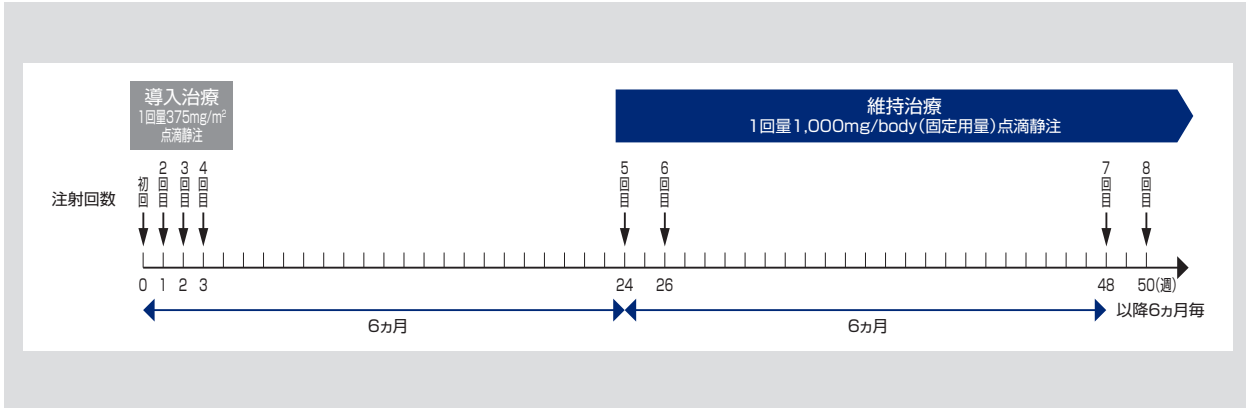 導入治療
1回量375mg/m²
点滴静注
維持治療
1回量1,000mg/body(固定用量)点滴静注
注射回数
初回
2回目
3回目
4回目
5回目
6回目
7回目
8回目
0 1 2 3 24 26 48 50(週)
6ヵ月
6ヵ月
以降6ヵ月毎